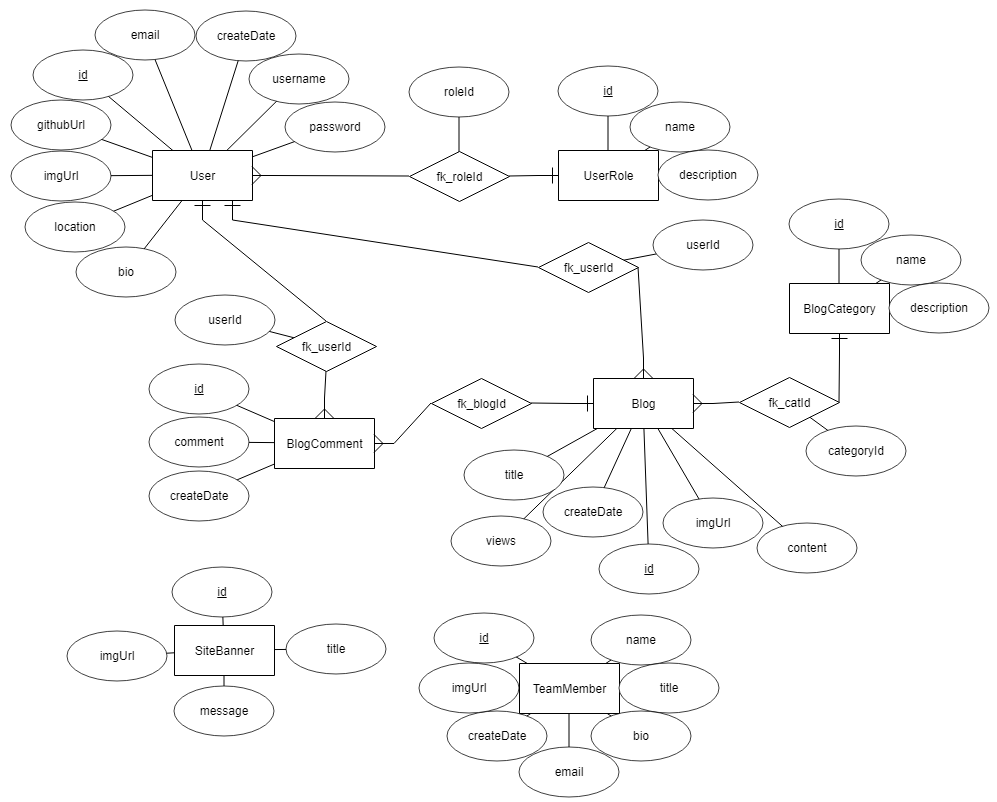 email
createDate
id
username
roleId
id
githubUrl
password
name
imgUrl
User
fk_roleId
UserRole
description
location
id
bio
fk_userId
userId
name
userId
BlogCategory
description
fk_userId
id
fk_blogId
Blog
fk_catId
comment
BlogComment
categoryId
createDate
title
createDate
imgUrl
views
content
id
id
id
name
imgUrl
SiteBanner
title
imgUrl
TeamMember
title
message
createDate
bio
email